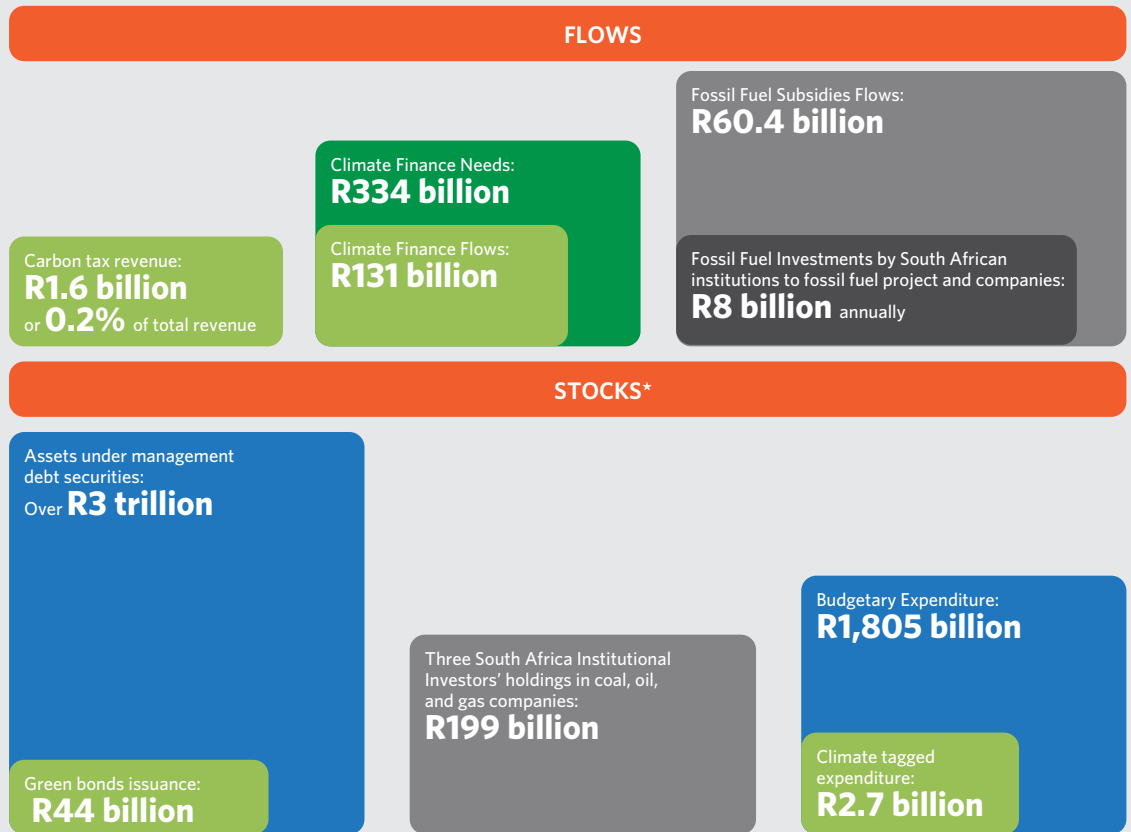 FLOWS
Carbon tax revenue:
R1.6 billion
or 0.2% of total revenue
Climate Finance Needs:
R334 billion
Climate Finance Flows:
R131 billion
Fossil Fuel Subsidies Flows:
R60.4 billion
Fossil Fuel Investments by South African
institutions to fossil fuel project and companies:
R8 billion annually
STOCKS*
Assets under management
debt securities:
Over R3 trillion
Green bonds issuance:
R44 billion
Three South Africa Institutional
Investors' holdings in coal, oil,
and gas companies:
R199 billion
Budgetary Expenditure:
R1,805 billion
Climate tagged
expenditure:
R2.7 billion